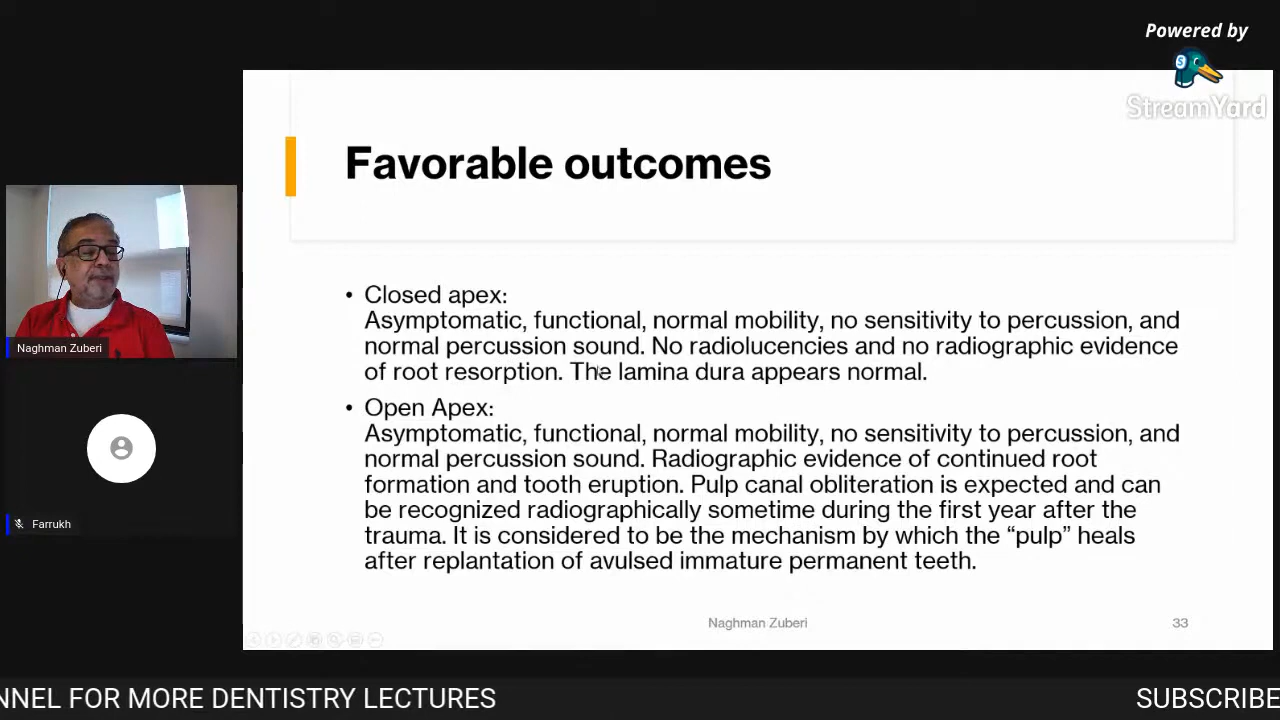 Powered by
StreamYard
Favorable outcomes
• Closed apex:
Asymptomatic, functional, normal mobility, no sensitivity to percussion, and
normal percussion sound. No radiolucencies and no radiographic evidence
of root resorption. The lamina dura appears normal.
• Open Apex:
Asymptomatic, functional, normal mobility, no sensitivity to percussion, and
normal percussion sound. Radiographic evidence of continued root
formation and tooth eruption. Pulp canal obliteration is expected and can
be recognized radiographically sometime during the first year after the
trauma. It is considered to be the mechanism by which the “pulp” heals
after replantation of avulsed immature permanent teeth.
Naghman Zuberi
33
Naghman Zuberi
Farrukh
NNEL FOR MORE DENTISTRY LECTURES
SUBSCRIBE